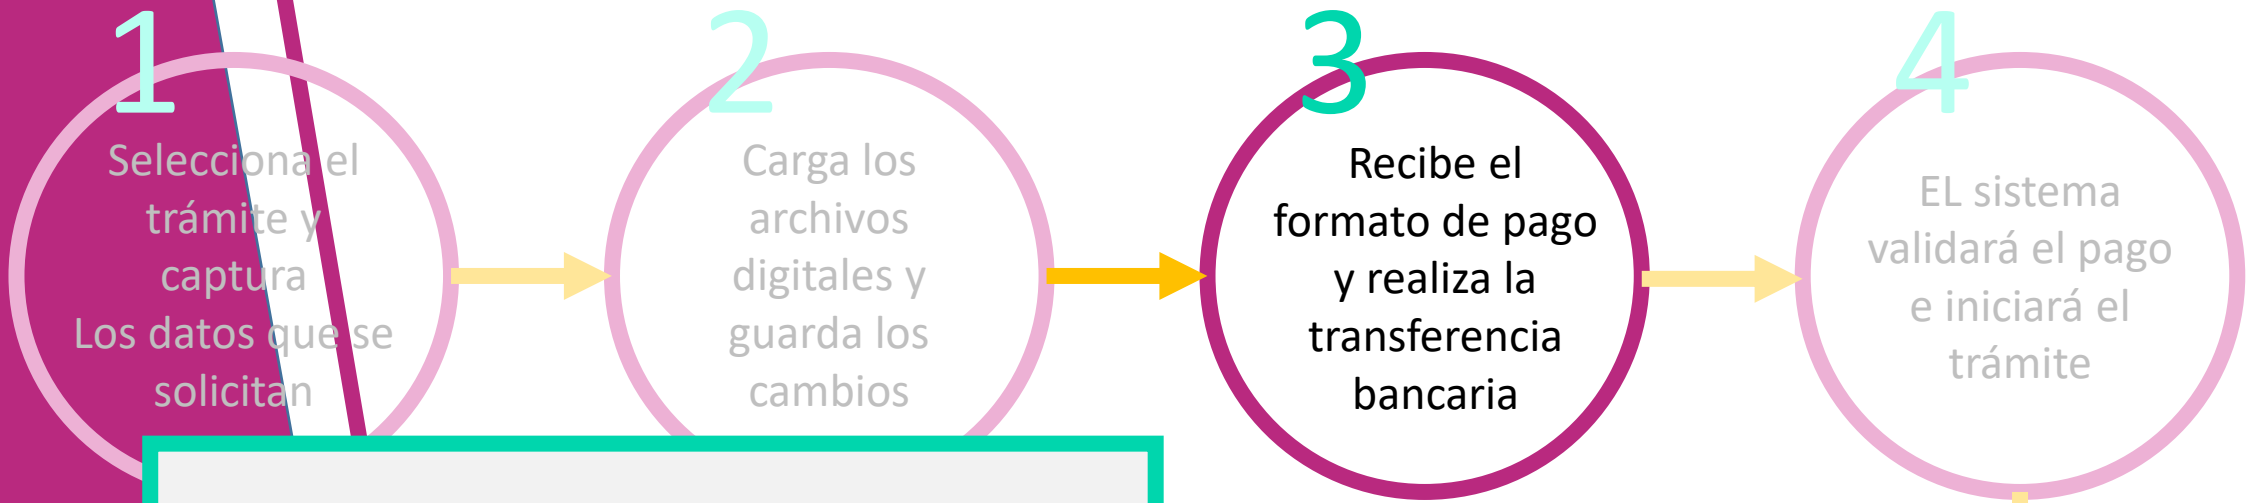 1
Selecciona el
trámite y
captura
Los datos que se
solicitan
2
Carga los
archivos
digitales y
guarda los
cambios
3
Recibe el
formato de pago
y realiza la
transferencia
bancaria
4
EL sistema
validará el pago
e iniciará el
trámite